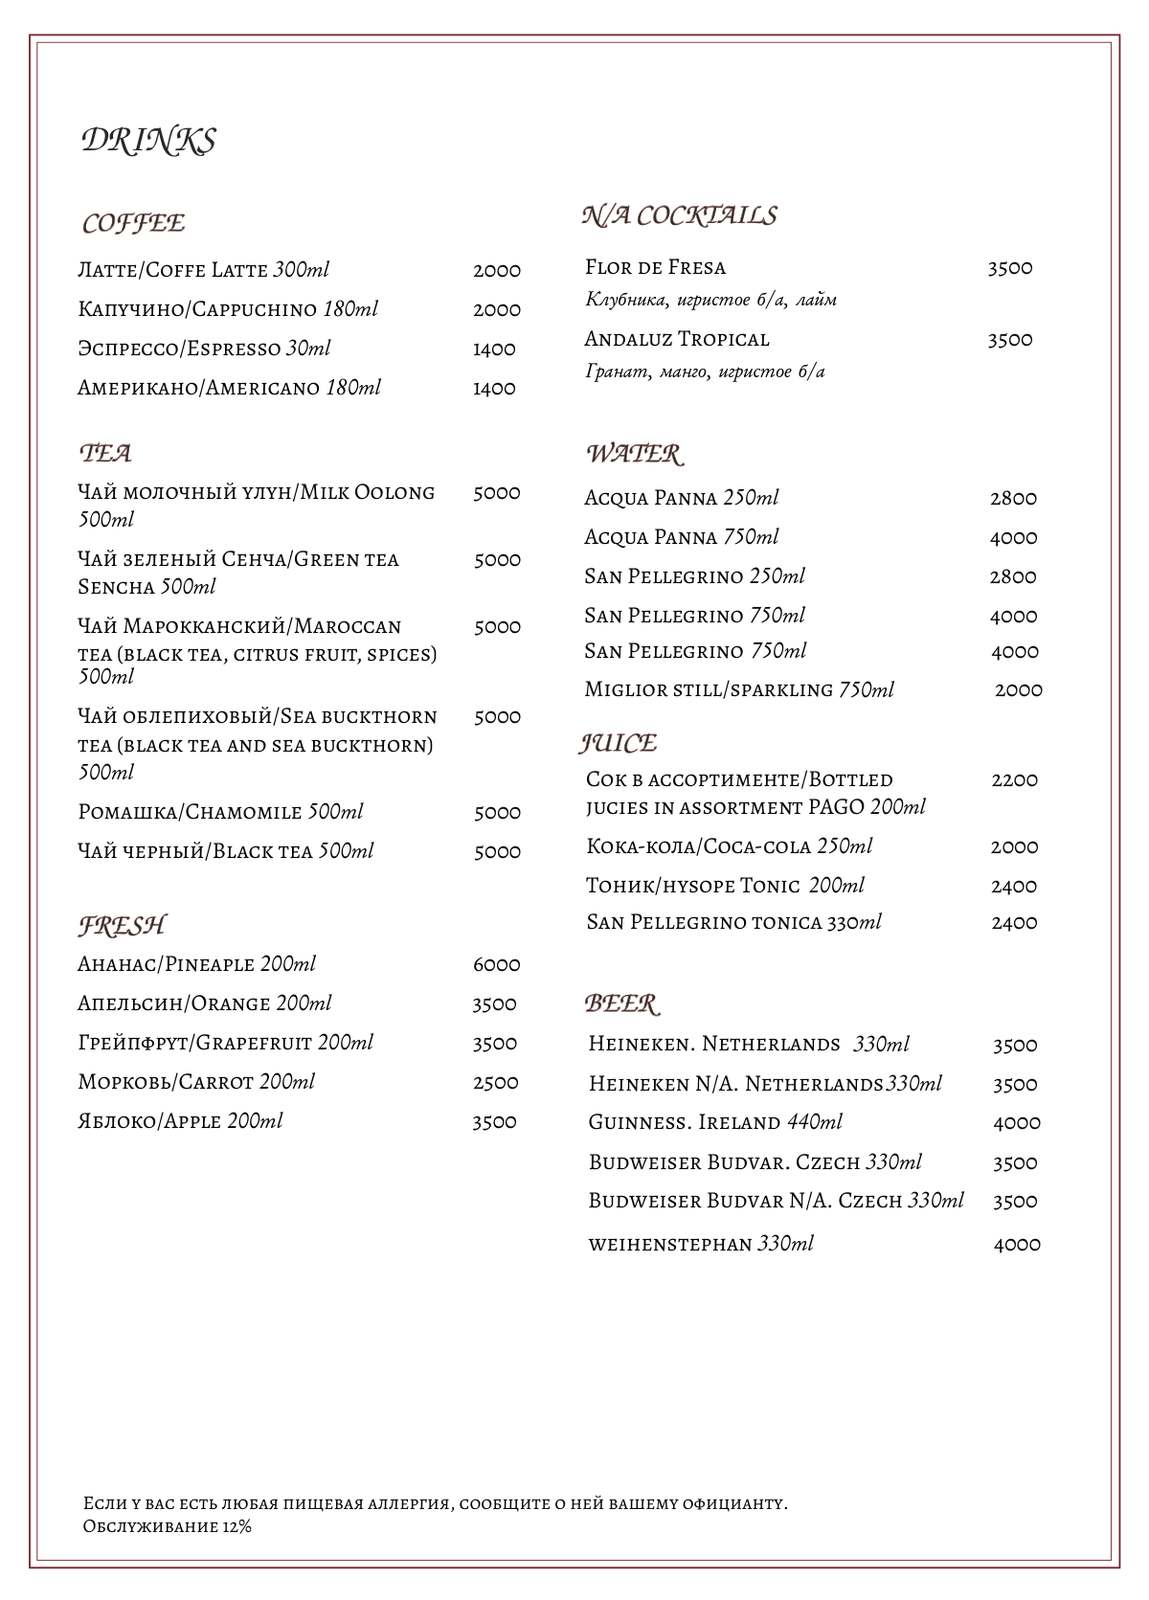 DRINKS
COFFEE
Латте/Coffe Latte 300ml 2000
Капучино/Cappuchino 180ml 2000
Эспрессо/Espresso 30ml 1400
Американо/Americano 180ml 1400
TEA
Чай молочный улун/Milk Oolong 5000
500ml
Чай зеленый Сенча/Green tea 5000
Sencha 500ml
Чай Марокканский/Maroccan 5000
tea (black tea, citrus fruit, spices)
500ml
Чай облепиховый/Sea buckthorn 5000
tea (black tea and sea buckthorn)
500ml
Ромашка/Chamomile 500ml 5000
Чай черный/Black tea 500ml 5000
FRESH
Ананас/Pineaple 200ml 6000
Апельсин/Orange 200ml 3500
Грейпфрут/Grapefruit 200ml 3500
Морковь/Carrot 200ml 2500
Яблоко/Apple 200ml 3500
N/A COCKTAILS
Flor de Fresa 3500
Клубника, игристое б/а, лайм
Andaluz Tropical 3500
Гранат, манго, игристое б/а
WATER
Acqua Panna 250ml 2800
Acqua Panna 750ml 4000
San Pellegrino 250ml 2800
San Pellegrino 750ml 4000
San Pellegrino 750ml 4000
Miglior still/sparkling 750ml 2000
JUICE
Сок в ассортименте/Bottled 2200
jucies in assortment PAGO 200ml
Кока-кола/Coca-cola 250ml 2000
Тоник/hysope Tonic 200ml 2400
San Pellegrino tonica 330ml 2400
BEER
Heineken. Netherlands 330ml 3500
Heineken N/A. Netherlands 330ml 3500
Guinness. Ireland 440ml 4000
Budweiser Budvar. Czech 330ml 3500
Budweiser Budvar N/A. Czech 330ml 3500
weihenstephan 330ml 4000
Если у вас есть любая пищевая аллергия, сообщите о ней вашему официанту.
Обслуживание 12%